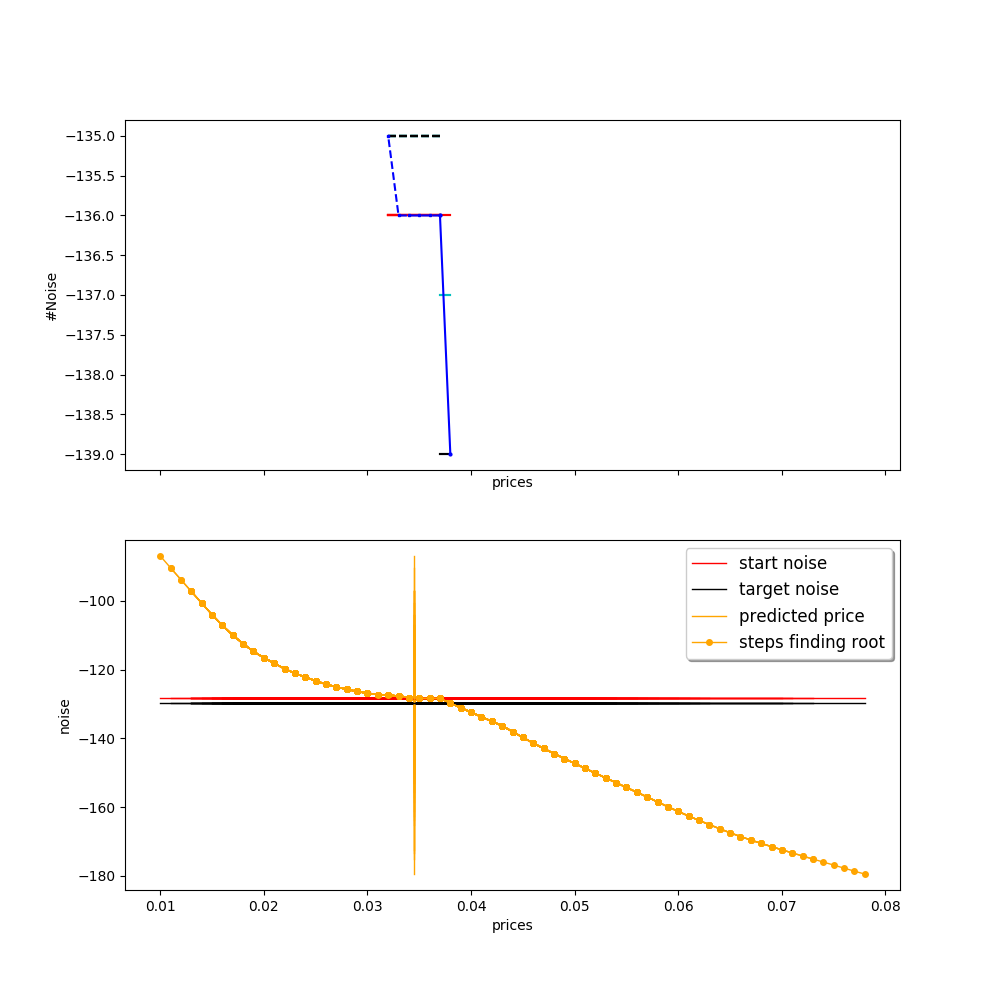 −135.0
−135.5
−136.0
−136.5
−137.0
−137.5
−138.0
−138.5
−139.0
#Noise
prices
start noise
target noise
predicted price
steps finding root
−100
−120
−140
−160
−180
noise
0.01 0.02 0.03 0.04 0.05 0.06 0.07 0.08
prices